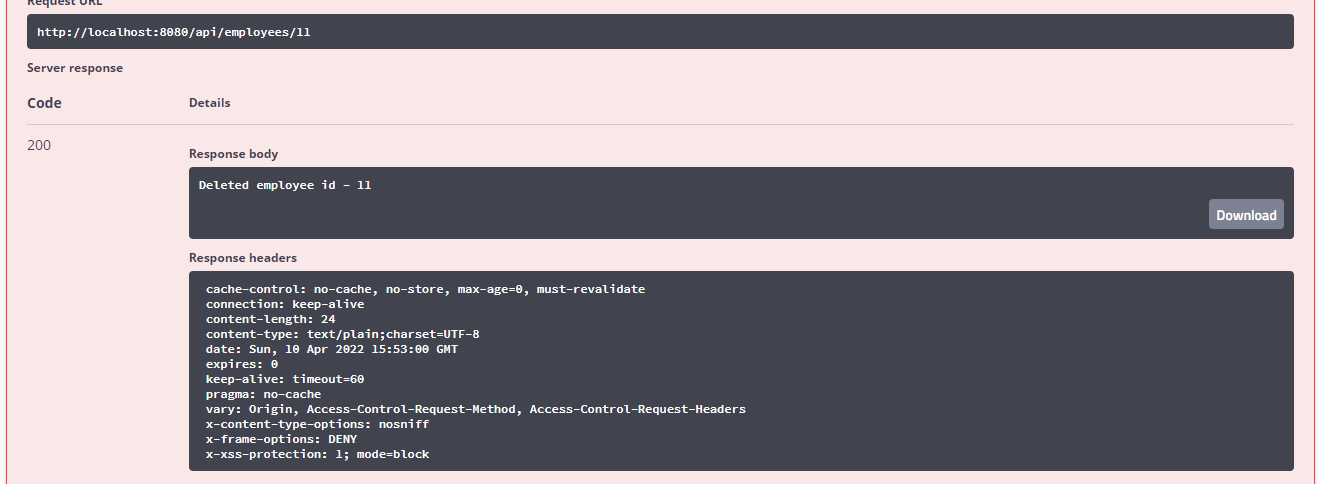 Request URL
http://localhost:8080/api/employees/11
Server response
Code
Details
200
Response body
Deleted employee id - 11
Download
Response headers
cache-control: no-cache, no-store, max-age=0, must-revalidate
connection: keep-alive
content-length: 24
content-type: text/plain;charset=UTF-8
date: Sun, 10 Apr 2022 15:53:00 GMT
expires: 0
keep-alive: timeout=60
pragma: no-cache
vary: Origin, Access-Control-Request-Method, Access-Control-Request-Headers
x-content-type-options: nosniff
x-frame-options: DENY
x-xss-protection: 1; mode=block